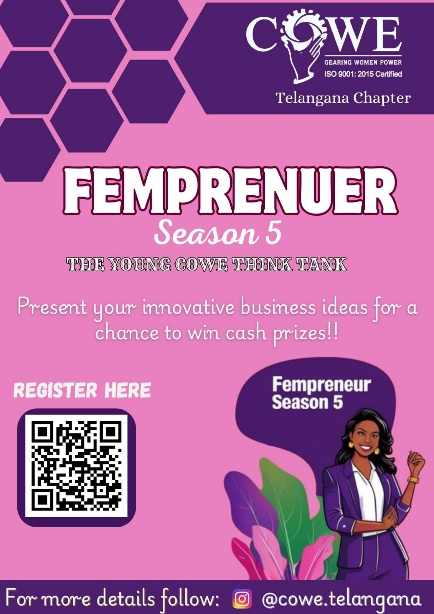 COWE
GEARING WOMEN POWER
ISO 9001: 2015 Certified
Telangana Chapter
FEMPRENUER
Season 5
THE YOUNG COWE THINK TANK
Present your innovative business ideas for a
chance to win cash prizes!!
REGISTER HERE
Fempreneur
Season 5
For more details follow: @cowe.telangana